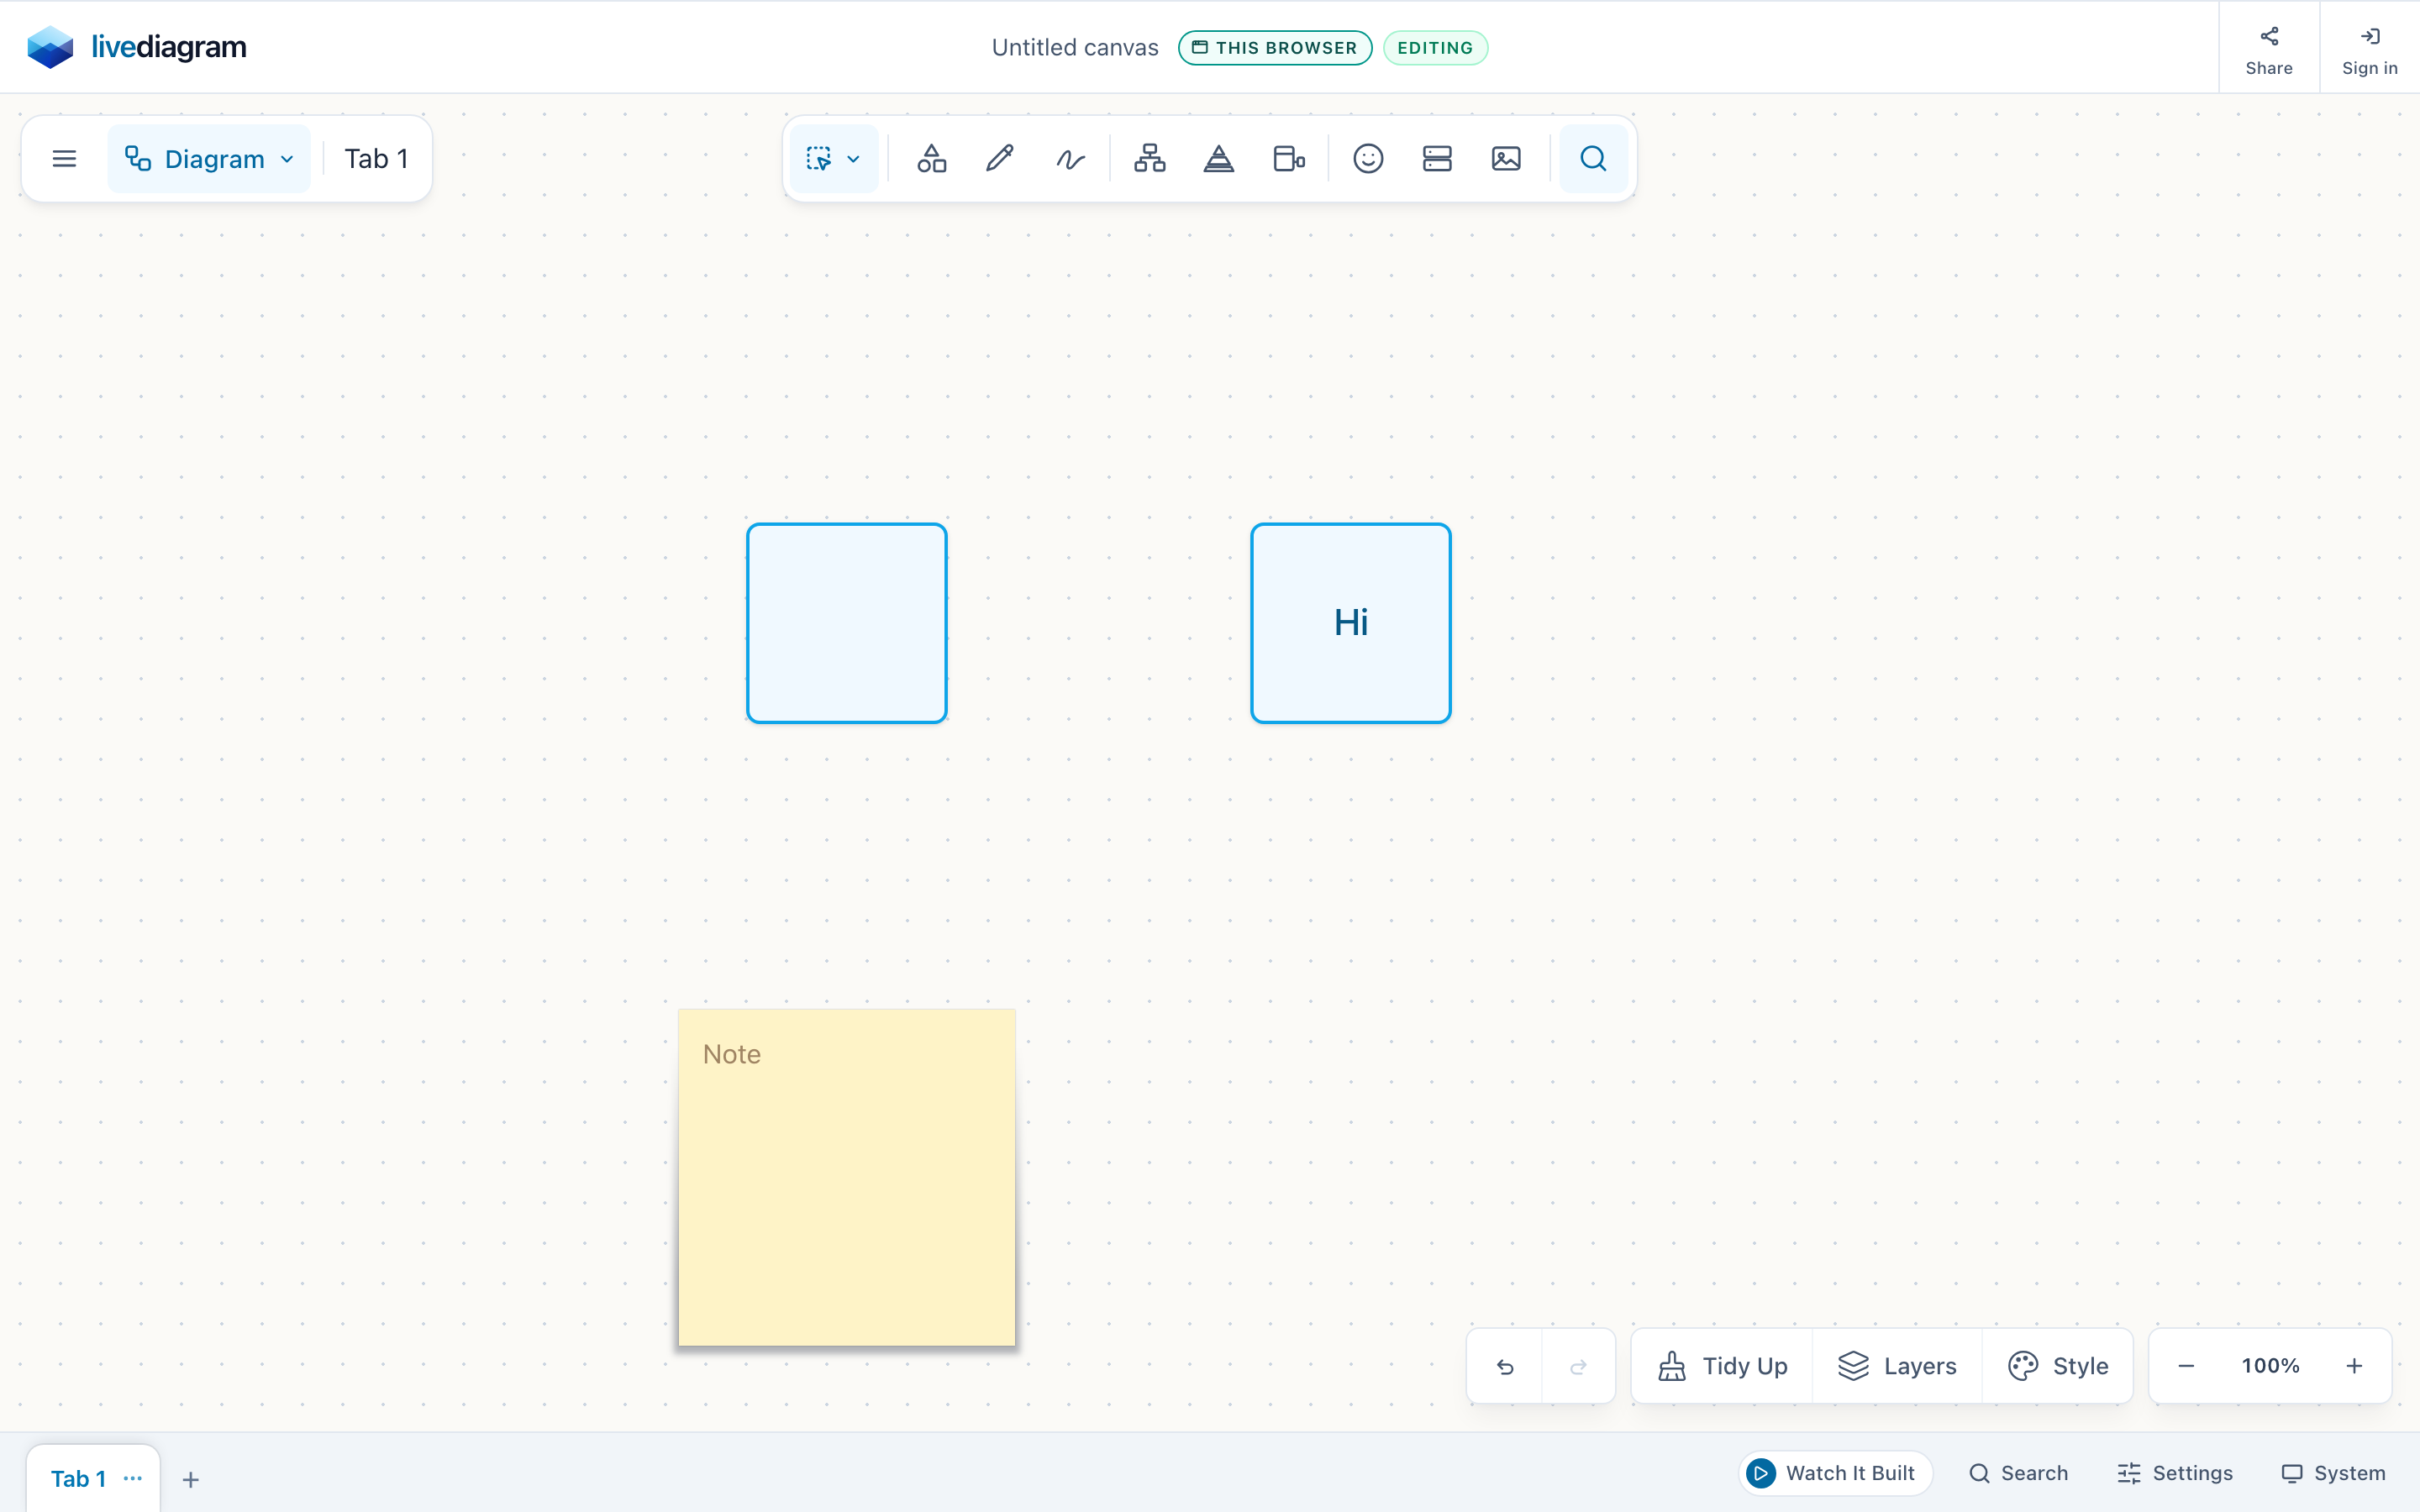 livediagram
Untitled canvas
THIS BROWSER
EDITING
Share
Sign in
Diagram
Tab 1
Hi
Note
Tidy Up
Layers
Style
100%
Tab 1
Watch It Built
Search
Settings
System